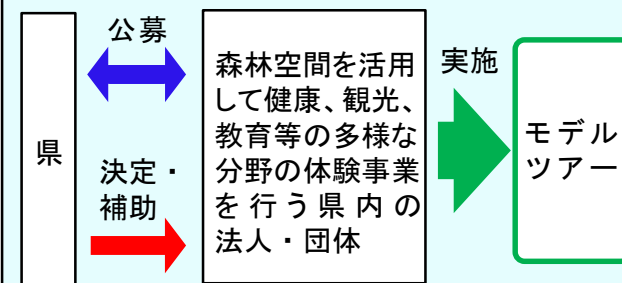 県
公募
決定・
補助
森林空間を活用
して健康、観光、
教育等の多様な
分野の体験事業
を行う県内の
法人・団体
実施
モデル
ツアー